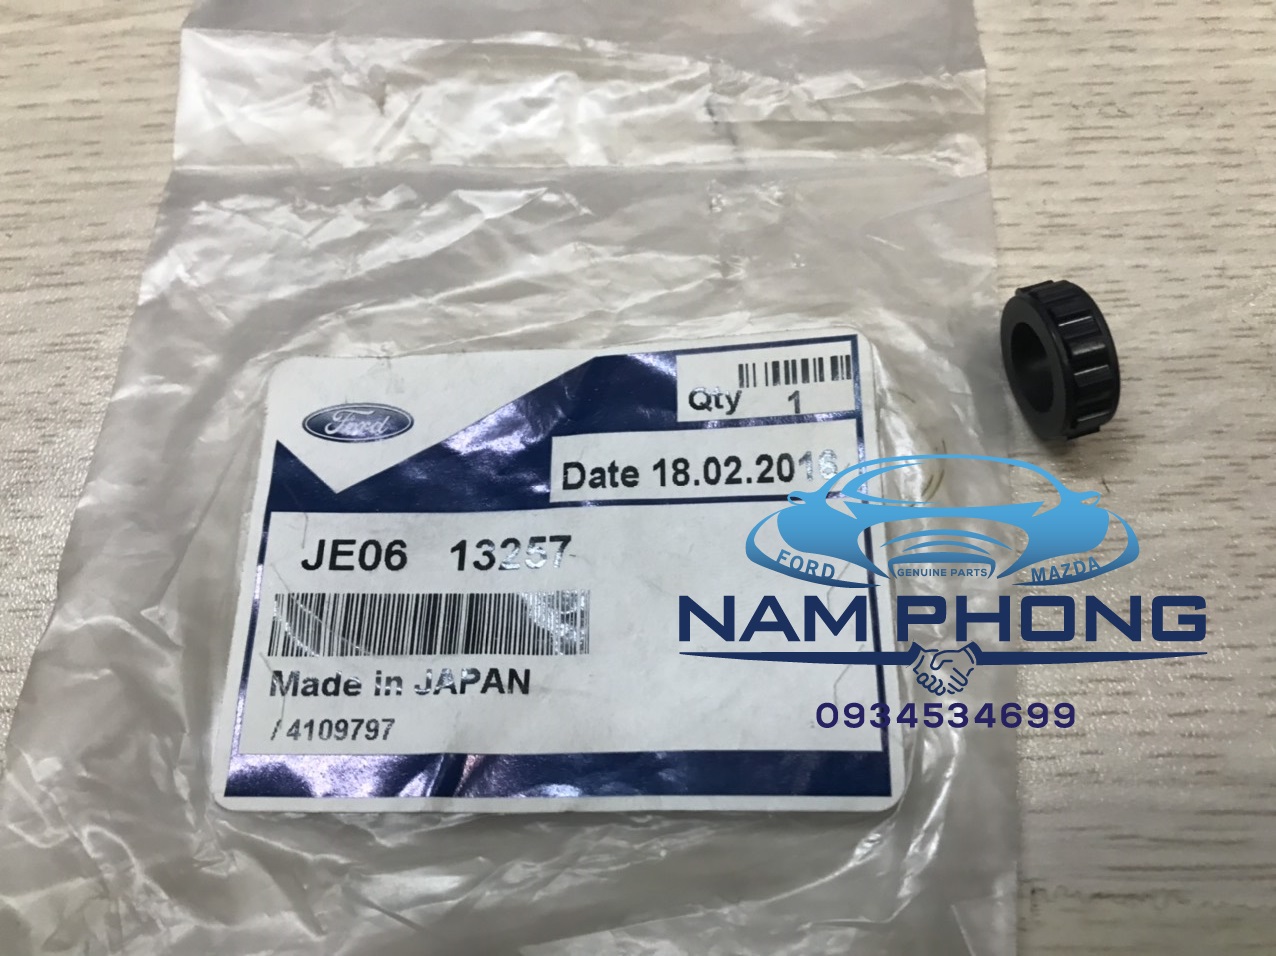 Ford
Qty 1
Date 18.02.2018
JE06 13257
Made in JAPAN
/ 4109797
FORD GENUINE PARTS MAZDA
NAM PHONG
0934534699